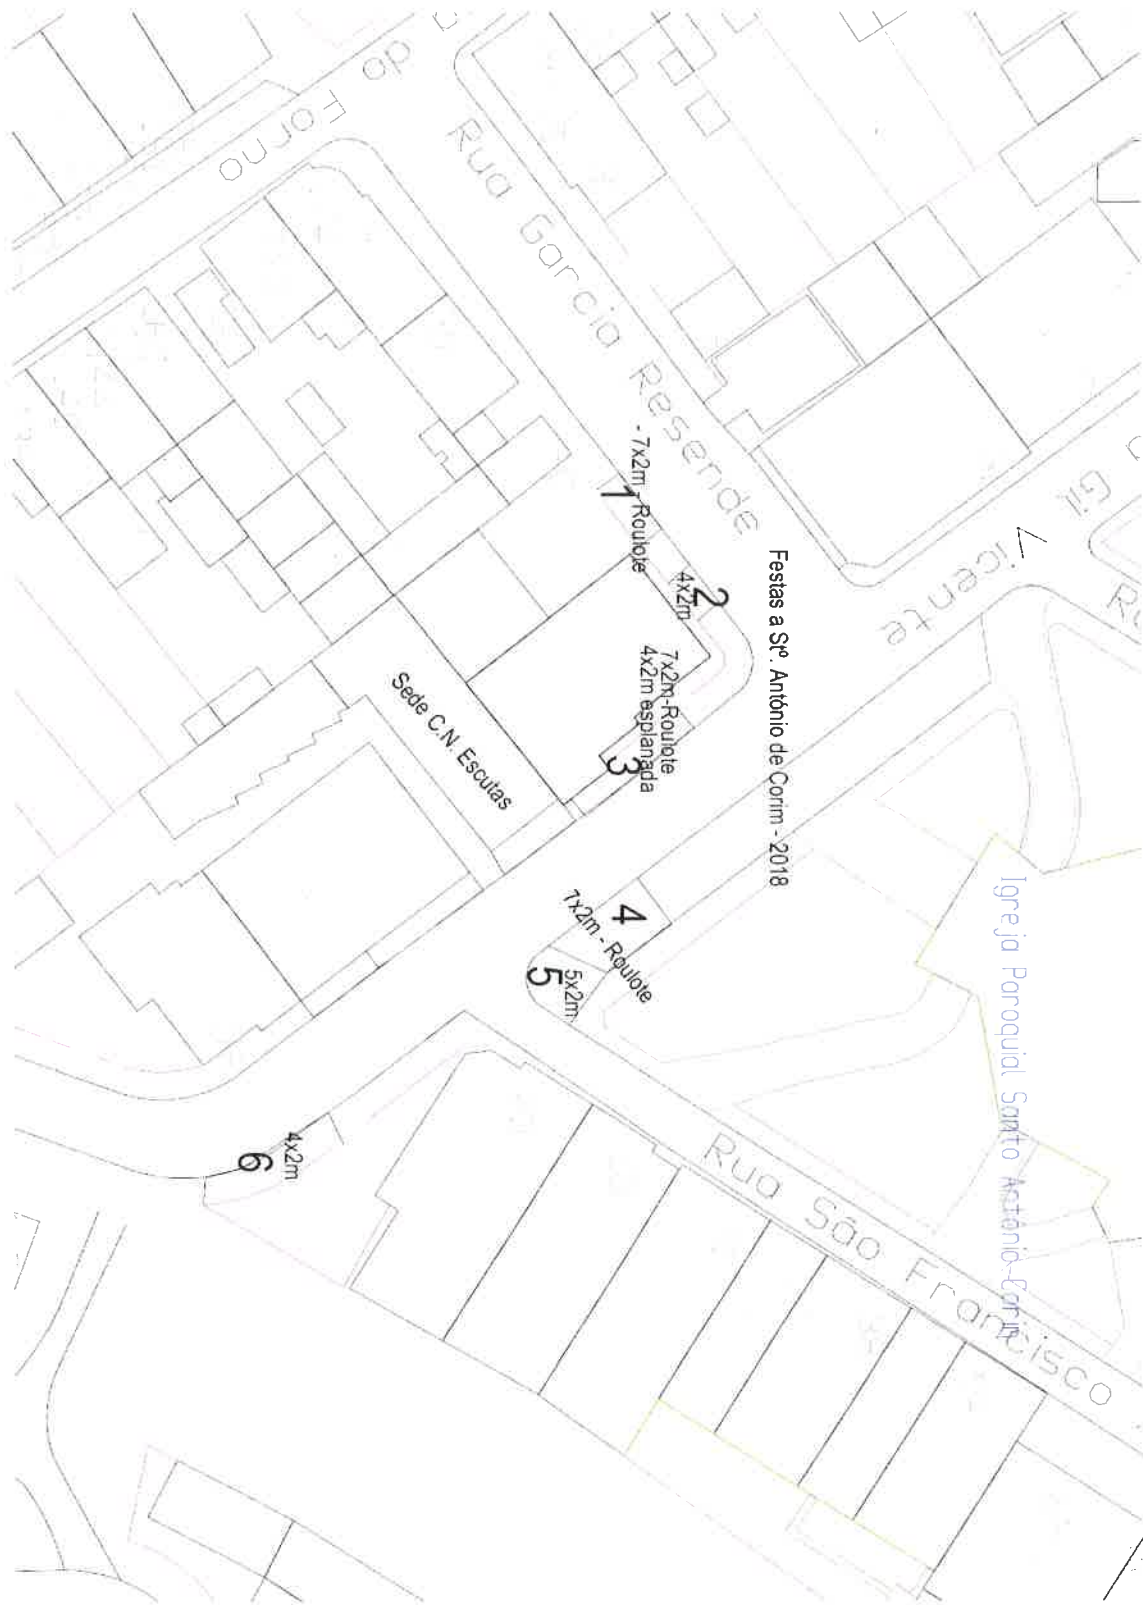 Festas a Stº. António de Corim - 2018
Igreja Paroquial Santo António-Corim
Rua Garcia Resende
do Forno
Gil Vicente
Rua São Francisco
Sede C.N. Escutas
1
- 7x2m - Roulote
2
4x2m
3
7x2m-Roulote
4x2m esplanada
4
7x2m - Roulote
5
5x2m
6
4x2m